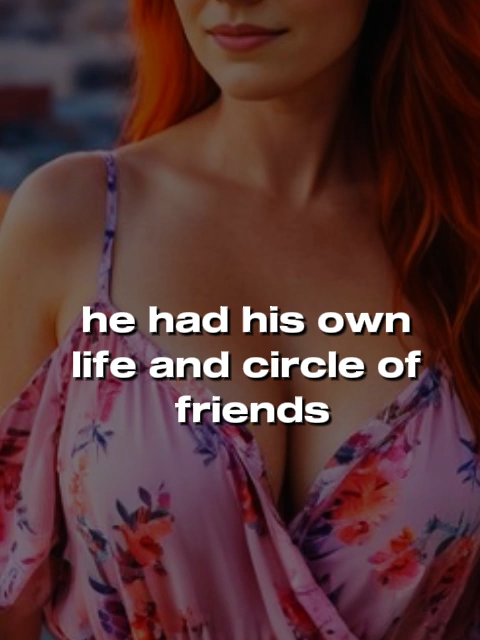 he had his own
life and circle of
friends